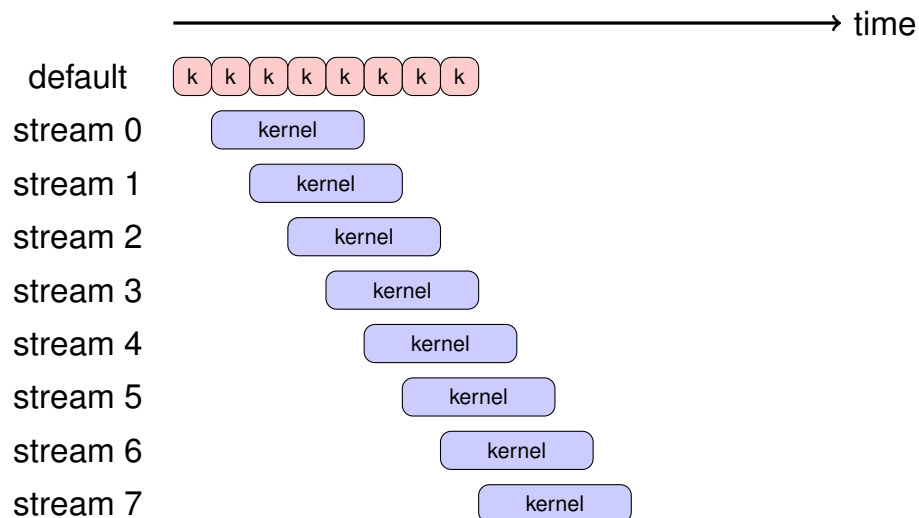 time
default k k k k k k k k
stream 0 kernel
stream 1 kernel
stream 2 kernel
stream 3 kernel
stream 4 kernel
stream 5 kernel
stream 6 kernel
stream 7 kernel